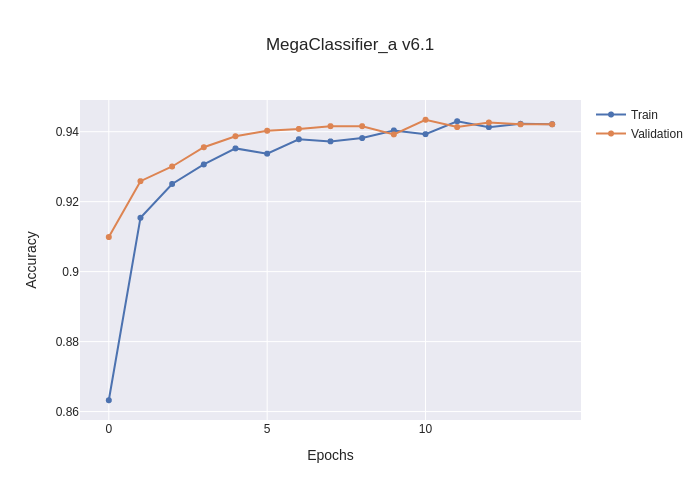 MegaClassifier_a v6.1
Train
Validation
0.94
0.92
0.9
0.88
0.86
Accuracy
0
5
10
Epochs